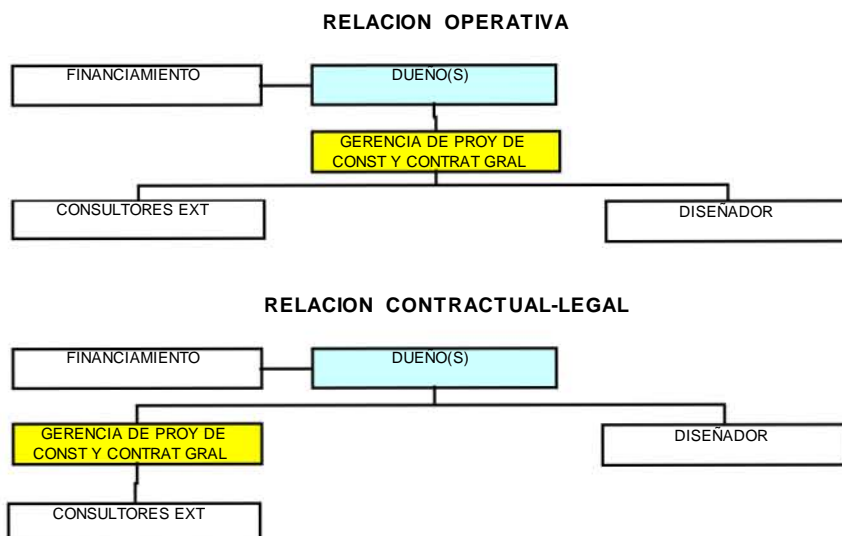 RELACION OPERATIVA
FINANCIAMIENTO
DUEÑO(S)
GERENCIA DE PROY DE
CONST Y CONTRAT GRAL
CONSULTORES EXT
DISEÑADOR
RELACION CONTRACTUAL-LEGAL
FINANCIAMIENTO
DUEÑO(S)
GERENCIA DE PROY DE
CONST Y CONTRAT GRAL
DISEÑADOR
CONSULTORES EXT